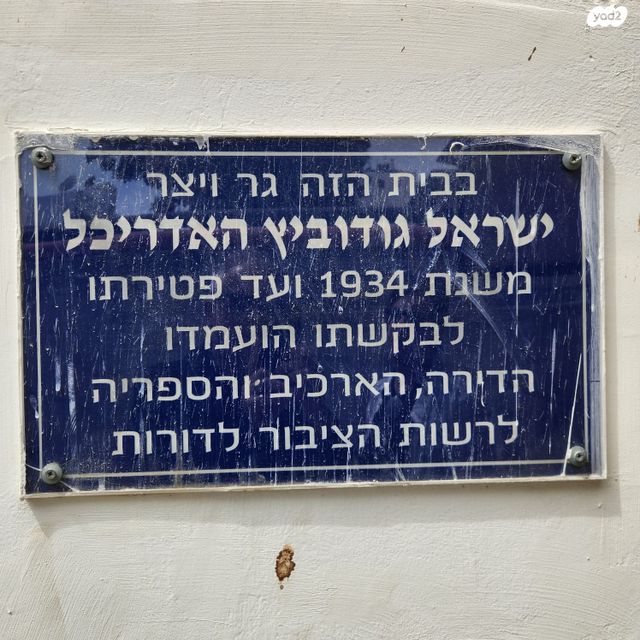 yad2
בבית הזה גר ויצר
ישראל גודוביץ האדריכל
משנת 1934 ועד פטירתו
לבקשתו הועמדו
הדירה, הארכיב והספריה
לרשות הציבור לדורות